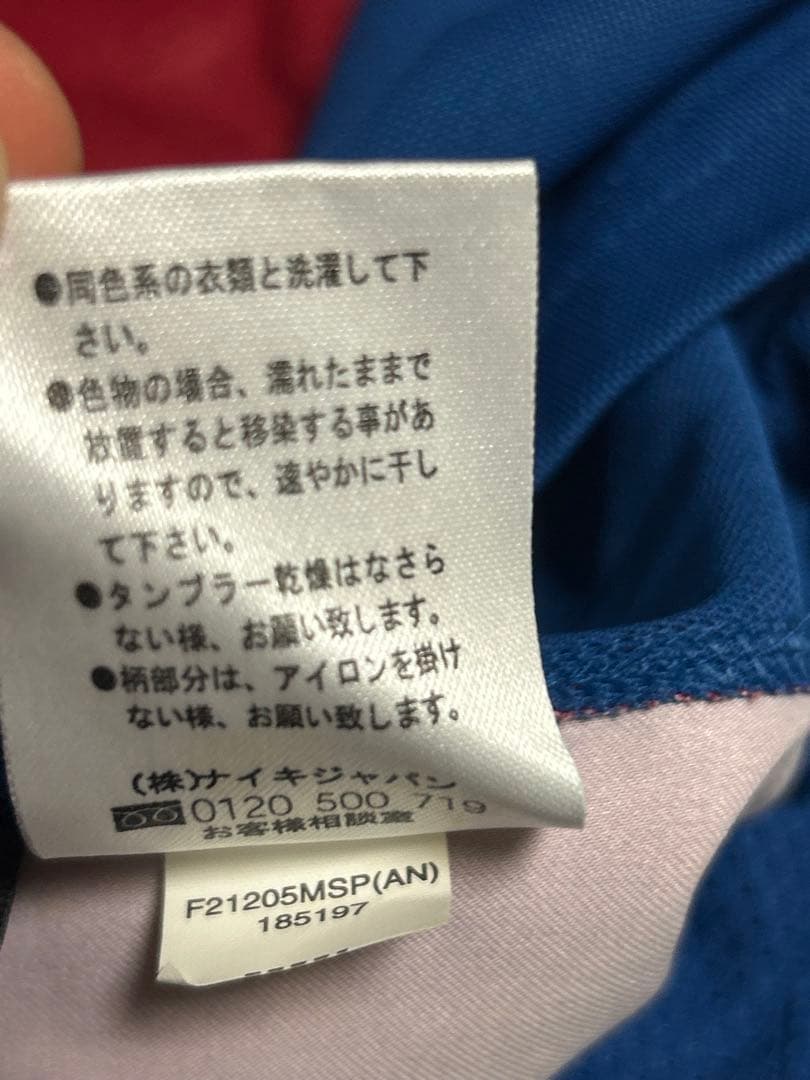 ●同色系の衣類と洗濯して下
さい。
●色物の場合、濡れたままで
放置すると移染する事があ
りますので、速やかに干し
て下さい。
●タンブラー乾燥はなさら
ない様、お願い致します。
●柄部分は、アイロンを掛け
ない様、お願い致します。
(株)ナイキジャパン
0120 500 719
お客様相談室
F21205MSP(AN)
185197